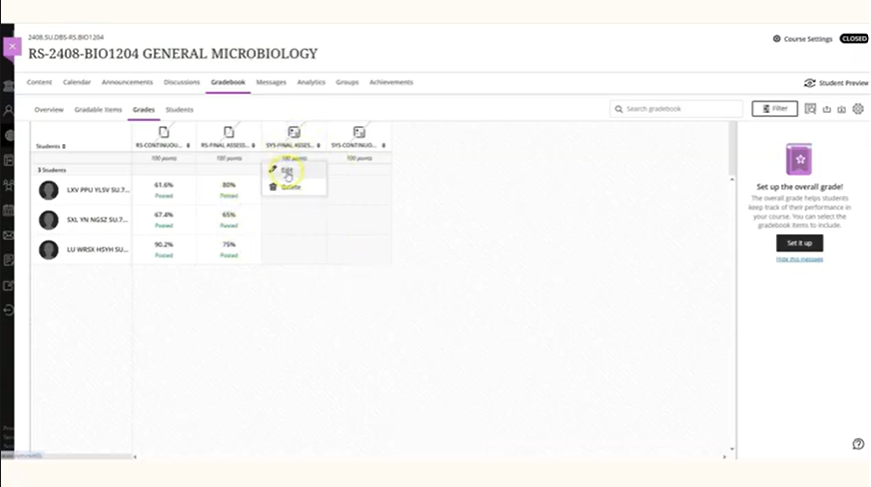 2408.SU.DBS-RS.BIO1204
RS-2408-BIO1204 GENERAL MICROBIOLOGY
Course Settings CLOSED
Content Calendar Announcements Discussions Gradebook Messages Analytics Groups Achievements
Student Preview
Overview Gradable Items Grades Students
Search gradebook
Filter
Students RS-CONTINUOU... RS-FINAL ASSESS... SYS-FINAL ASSES... SYS-CONTINUO...
100 points 100 points 100 points 100 points
3 Students
Edit
Delete
LXV PPU YLSV SU.7... 61.6% 80%
Posted Posted
SXL YN NGSZ SU.7... 67.4% 65%
Posted Posted
LU WRSX HSYH SU... 90.2% 75%
Posted Posted
Set up the overall grade!
The overall grade helps students
keep track of their performance in
your course. You can select the
gradebook items to include.
Set it up
Hide this message